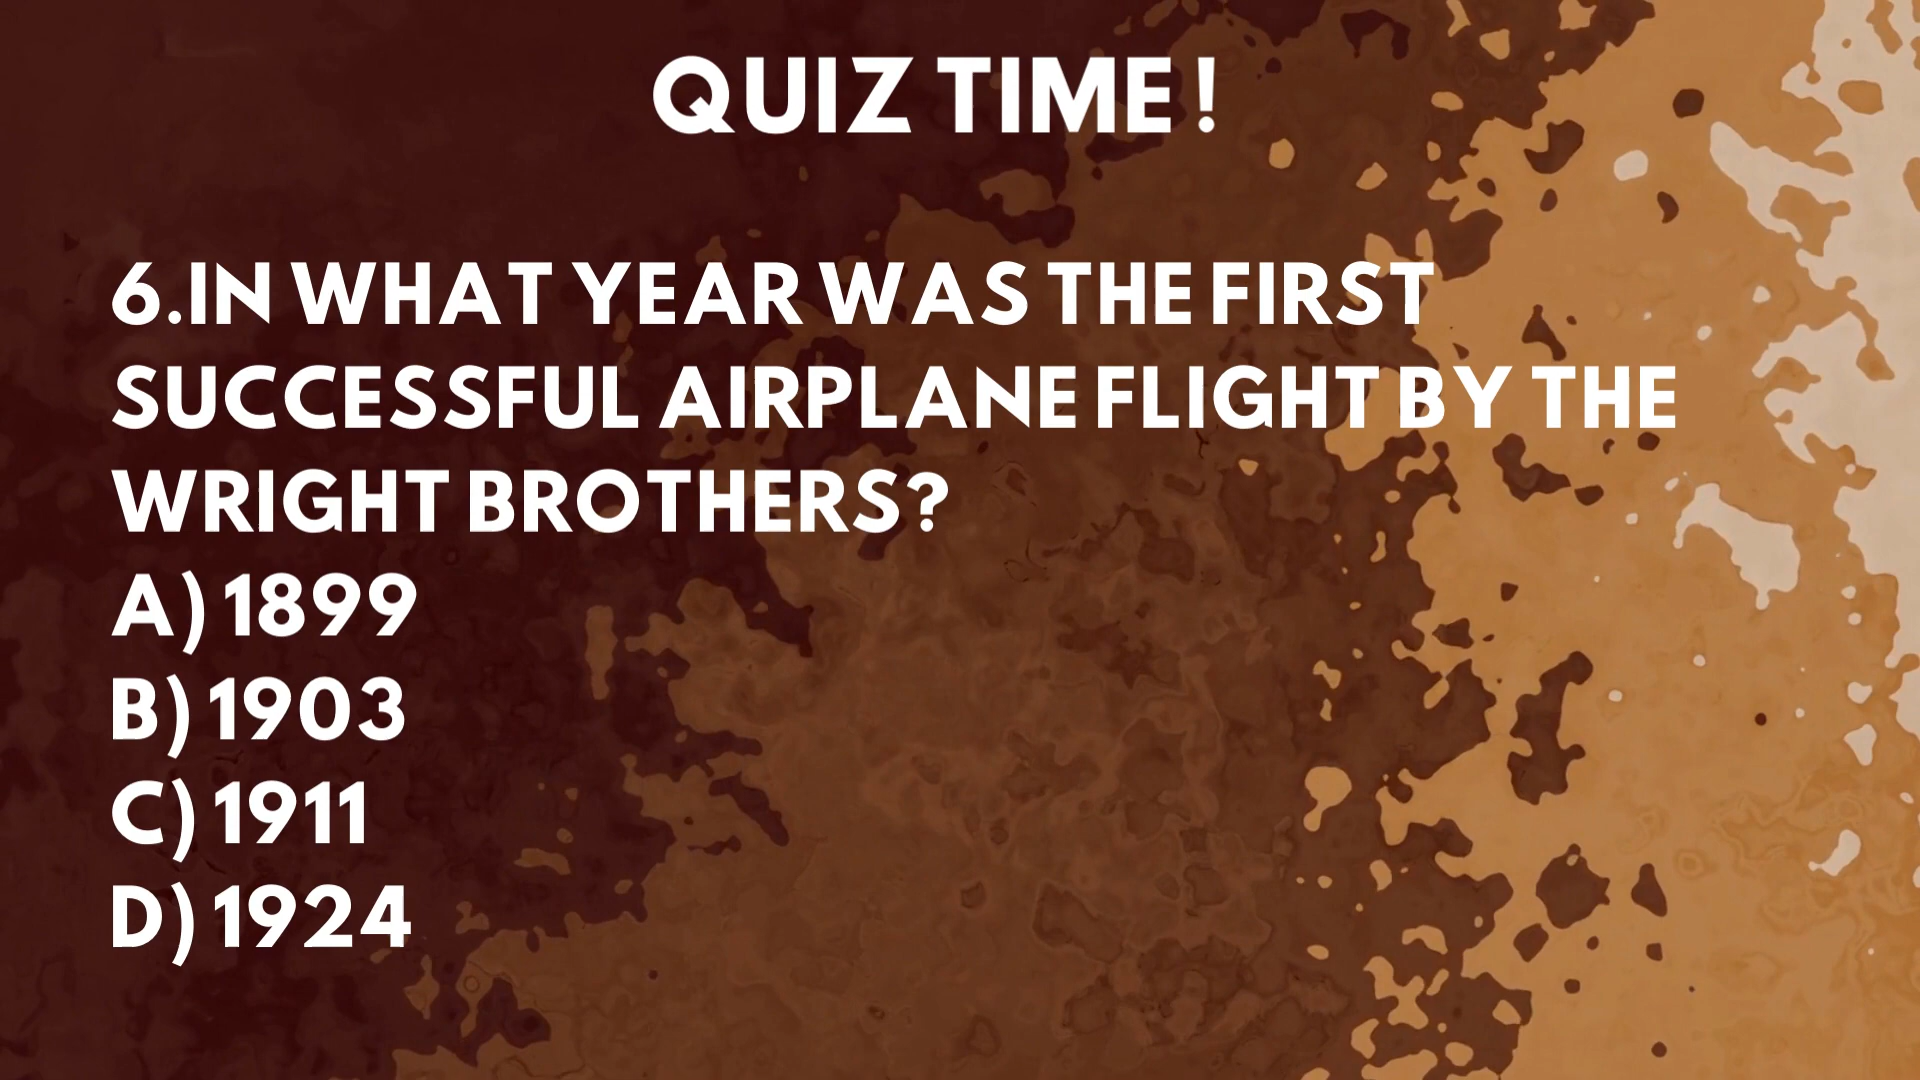 QUIZ TIME !
6.IN WHAT YEAR WAS THE FIRST
SUCCESSFUL AIRPLANE FLIGHT BY THE
WRIGHT BROTHERS?
A) 1899
B) 1903
C) 1911
D) 1924